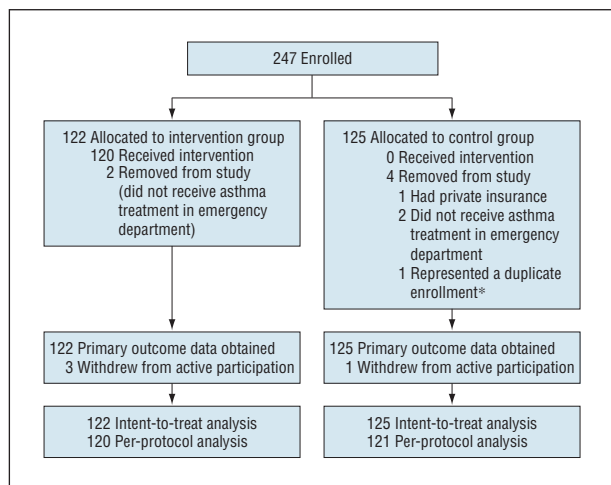 247 Enrolled
122 Allocated to intervention group
120 Received intervention
2 Removed from study
(did not receive asthma
treatment in emergency
department)
125 Allocated to control group
0 Received intervention
4 Removed from study
1 Had private insurance
2 Did not receive asthma
treatment in emergency
department
1 Represented a duplicate
enrollment*
122 Primary outcome data obtained
3 Withdrew from active participation
125 Primary outcome data obtained
1 Withdrew from active participation
122 Intent-to-treat analysis
120 Per-protocol analysis
125 Intent-to-treat analysis
121 Per-protocol analysis